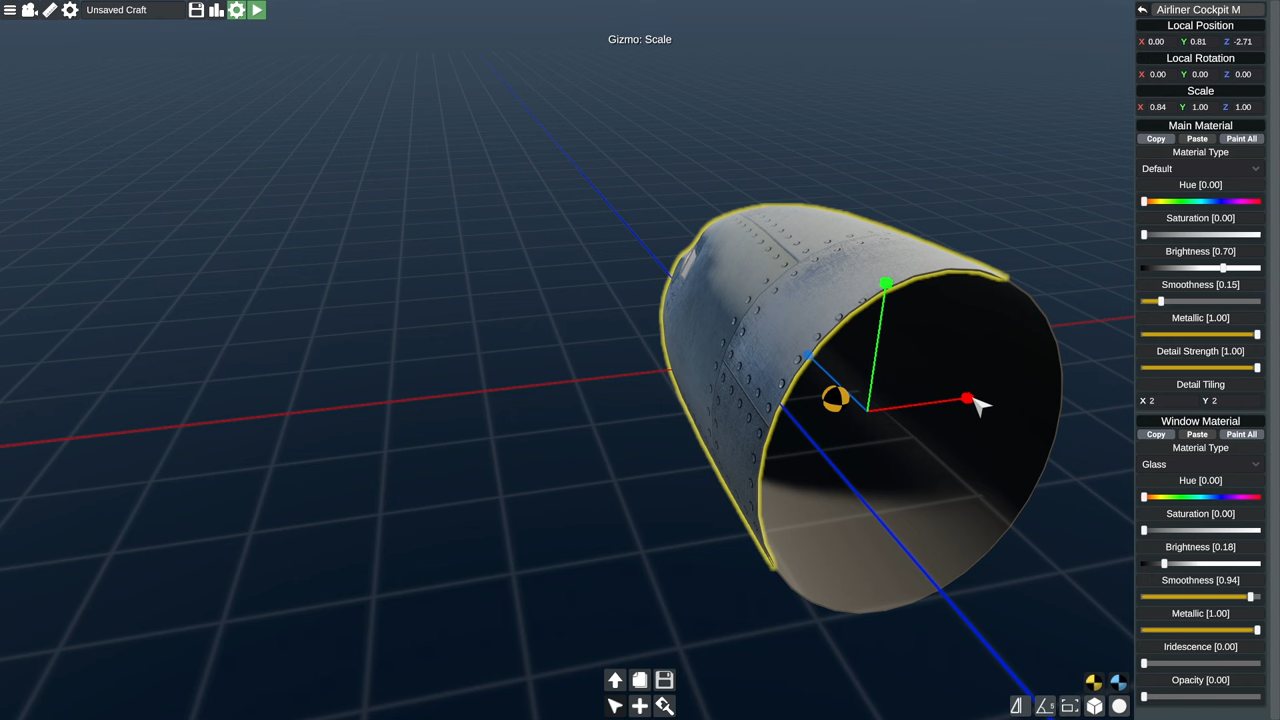 Unsaved Craft
Gizmo: Scale
Airliner Cockpit M
Local Position
X 0.00 Y 0.81 Z -2.71
Local Rotation
X 0.00 Y 0.00 Z 0.00
Scale
X 0.84 Y 1.00 Z 1.00
Main Material
Copy Paste Paint All
Material Type
Default
Hue [0.00]
Saturation [0.00]
Brightness [0.70]
Smoothness [0.15]
Metallic [1.00]
Detail Strength [1.00]
Detail Tiling
X 2 Y 2
Window Material
Copy Paste Paint All
Material Type
Glass
Hue [0.00]
Saturation [0.00]
Brightness [0.18]
Smoothness [0.94]
Metallic [1.00]
Iridescence [0.00]
Opacity [0.00]
5